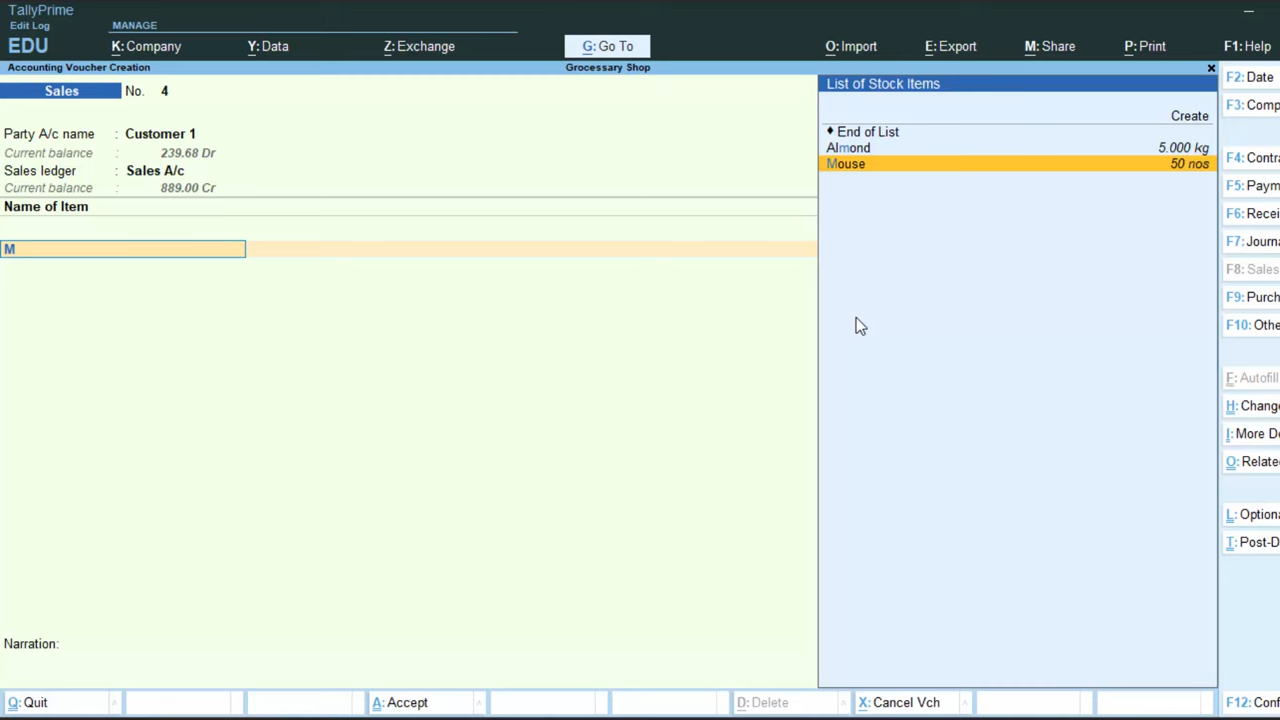 TallyPrime
Edit Log
MANAGE
EDU
K: Company
Y: Data
Z: Exchange
G: Go To
O: Import
E: Export
M: Share
P: Print
F1: Help
Accounting Voucher Creation
Grocessary Shop
Sales No. 4
Party A/c name : Customer 1
Current balance : 239.68 Dr
Sales ledger : Sales A/c
Current balance : 889.00 Cr
Name of Item
M
Narration:
List of Stock Items
Create
End of List
Almond 5.000 kg
Mouse 50 nos
F2: Date
F3: Comp
F4: Contra
F5: Paym
F6: Recei
F7: Journa
F8: Sales
F9: Purch
F10: Othe
F: Autofill
H: Change
I: More De
O: Relate
L: Optiona
T: Post-D
Q: Quit
A: Accept
D: Delete
X: Cancel Vch
F12: Conf